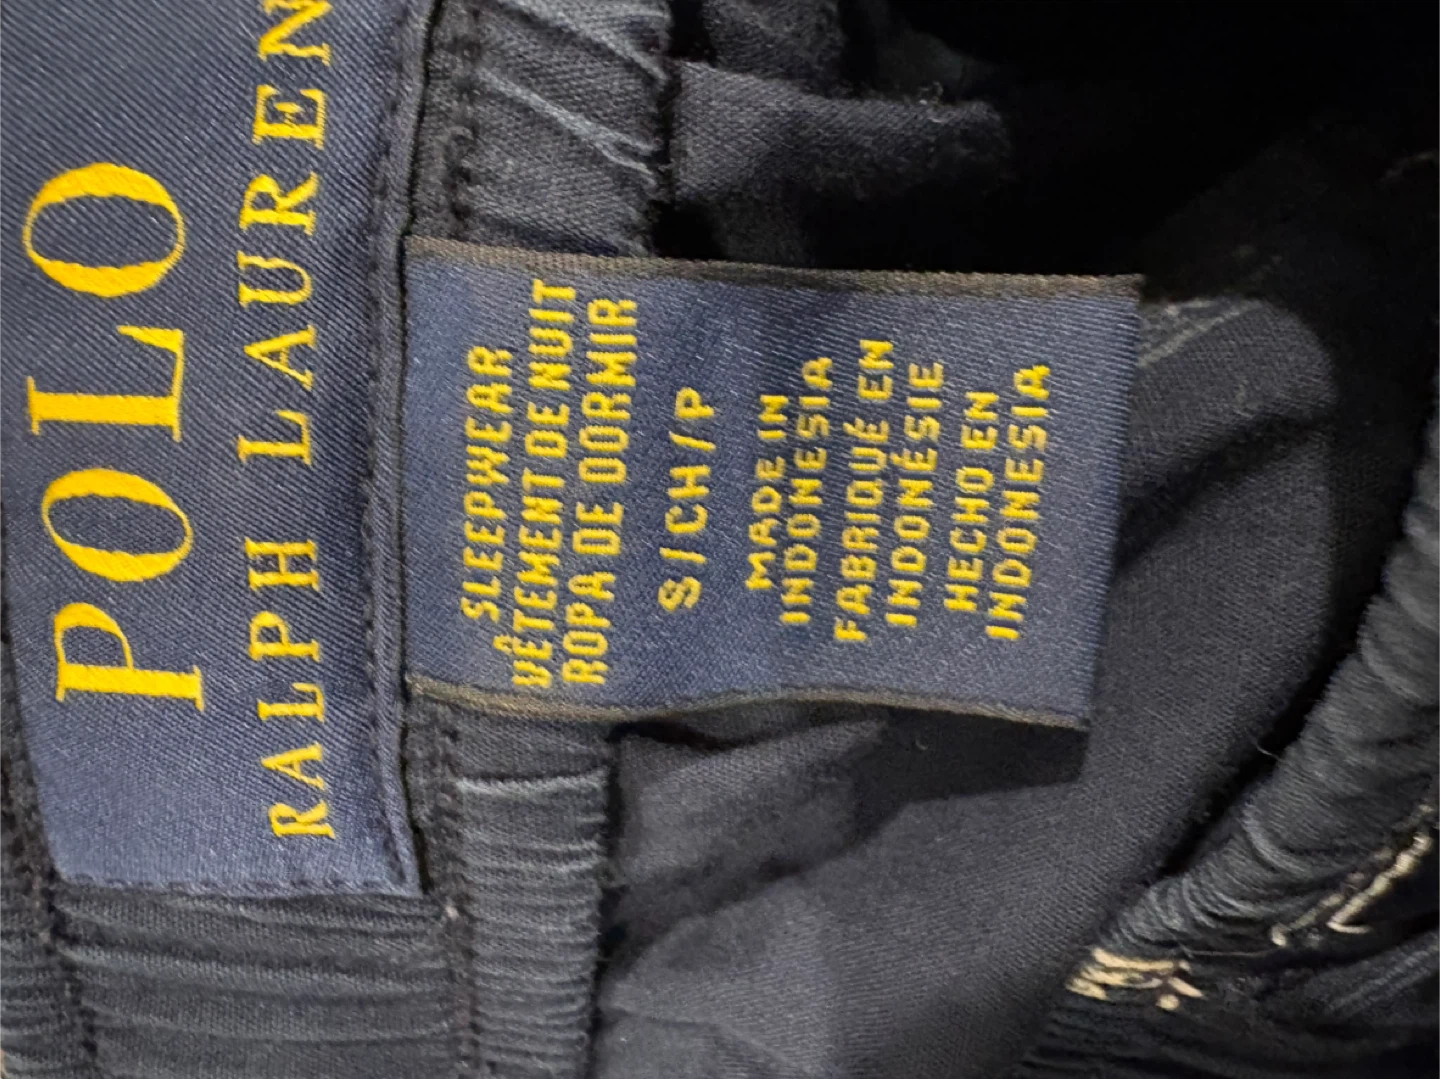 POLO
RALPH LAUREN
SLEEPWEAR
VÊTEMENT DE NUIT
ROPA DE DORMIR
S/CH/P
MADE IN
INDONESIA
FABRIQUÉ EN
INDONÉSIE
HECHO EN
INDONESIA